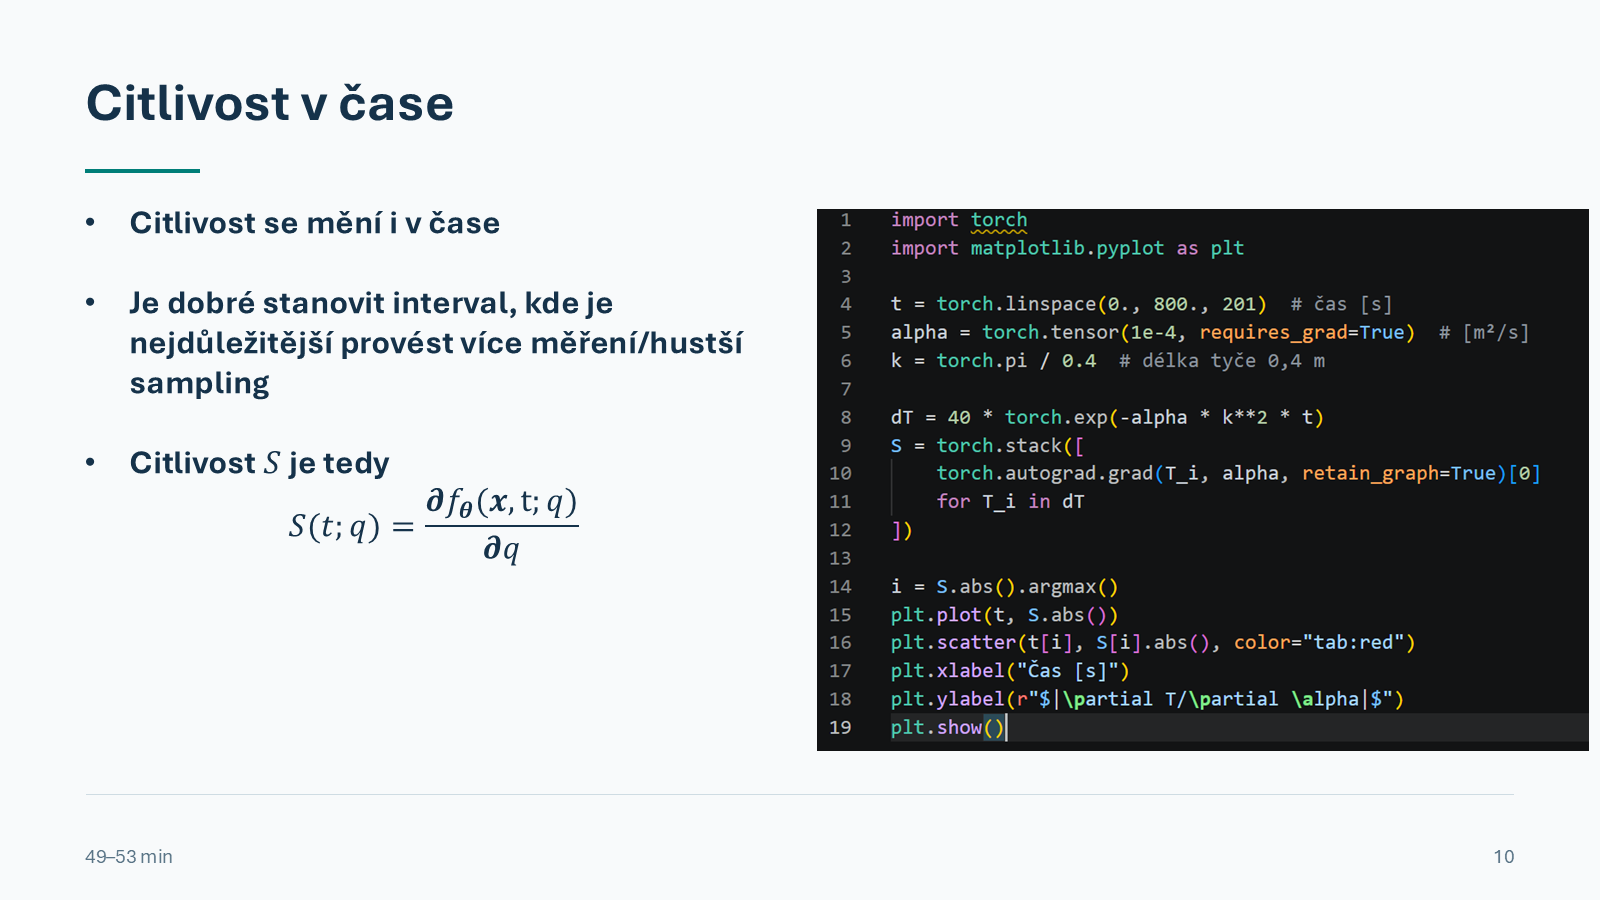 Citlivost v čase
• Citlivost se mění i v čase
• Je dobré stanovit interval, kde je
nejdůležitější provést více měření/hustší
sampling
• Citlivost S je tedy
S(t; q) = ∂f_θ(x, t; q) / ∂q
1 import torch
2 import matplotlib.pyplot as plt
3
4 t = torch.linspace(0., 800., 201)  # čas [s]
5 alpha = torch.tensor(1e-4, requires_grad=True)  # [m²/s]
6 k = torch.pi / 0.4  # délka tyče 0,4 m
7
8 dT = 40 * torch.exp(-alpha * k**2 * t)
9 S = torch.stack([
10     torch.autograd.grad(T_i, alpha, retain_graph=True)[0]
11     for T_i in dT
12 ])
13
14 i = S.abs().argmax()
15 plt.plot(t, S.abs())
16 plt.scatter(t[i], S[i].abs(), color="tab:red")
17 plt.xlabel("Čas [s]")
18 plt.ylabel(r"$|\partial T/\partial \alpha|$")
19 plt.show()
49–53 min
10